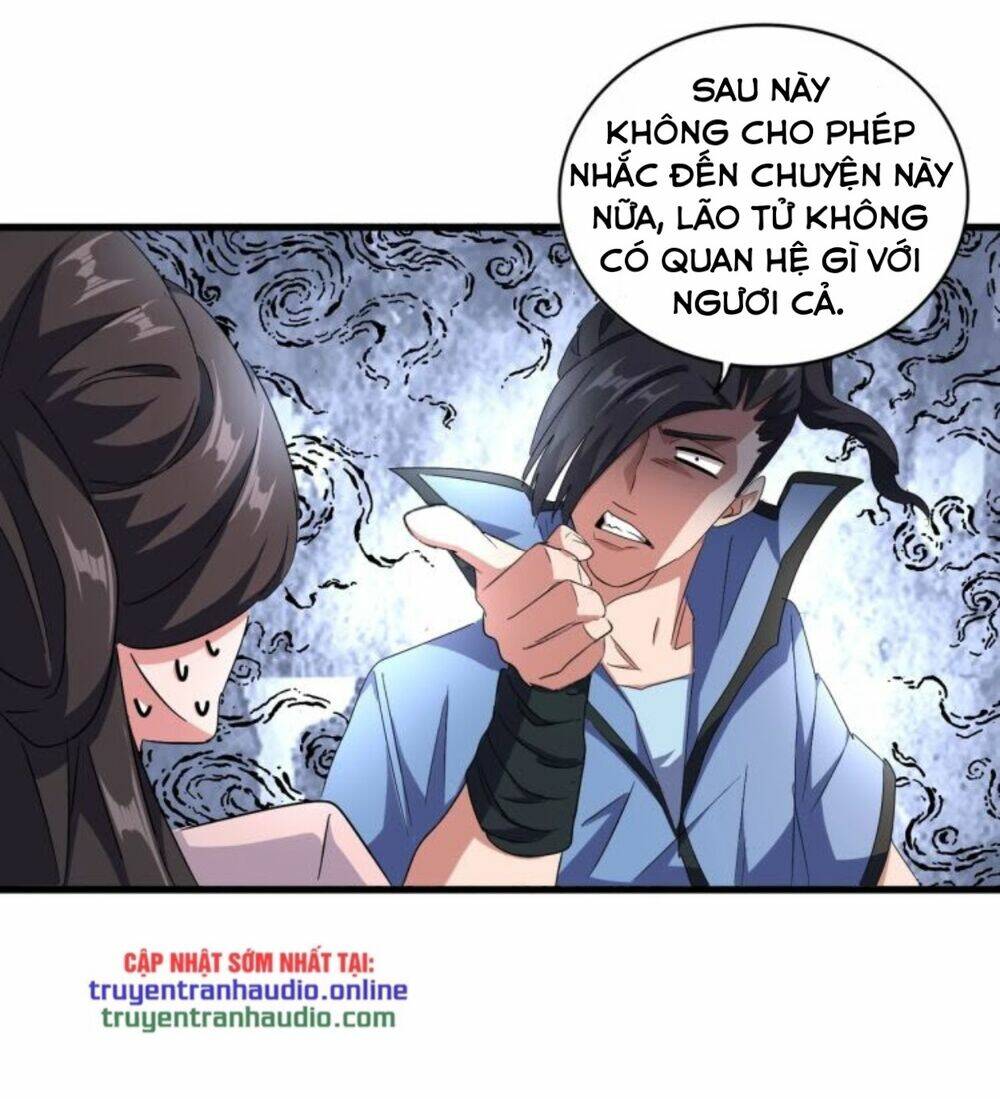 SAU NÀY
KHÔNG CHO PHÉP
NHẮC ĐẾN CHUYỆN NÀY
NỮA, LÃO TỬ KHÔNG
CÓ QUAN HỆ GÌ VỚI
NGƯƠI CẢ.
CẬP NHẬT SỚM NHẤT TẠI:
truyentranhaudio.online
truyentranhaudio.com